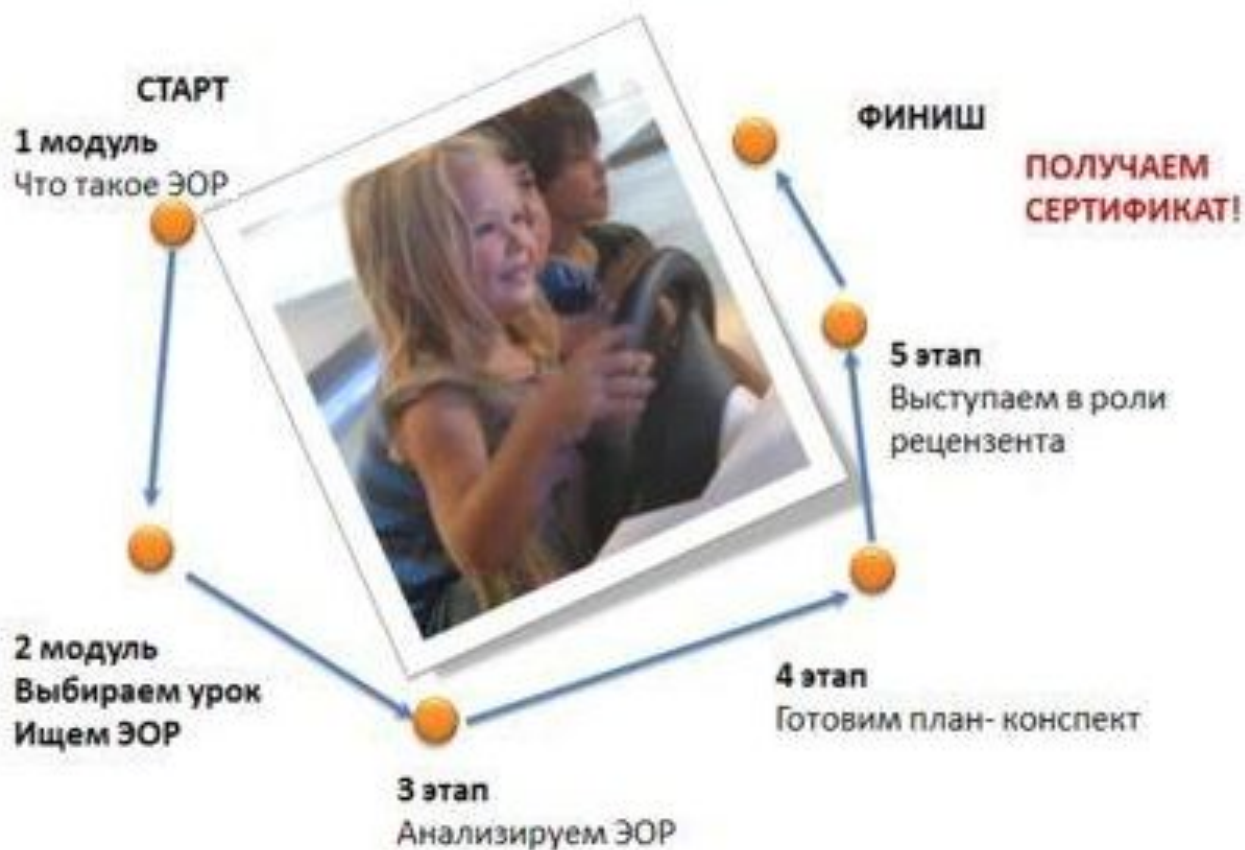 СТАРТ
1 модуль
Что такое ЭОР
2 модуль
Выбираем урок
Ищем ЭОР
3 этап
Анализируем ЭОР
4 этап
Готовим план- конспект
5 этап
Выступаем в роли
рецензента
ФИНИШ
ПОЛУЧАЕМ
СЕРТИФИКАТ!